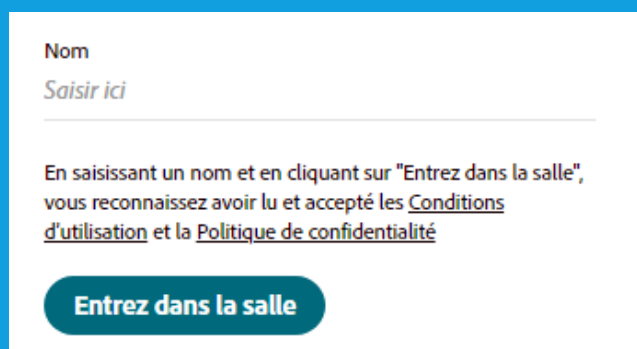 Nom
Saisir ici
En saisissant un nom et en cliquant sur "Entrez dans la salle",
vous reconnaissez avoir lu et accepté les Conditions
d'utilisation et la Politique de confidentialité
Entrez dans la salle